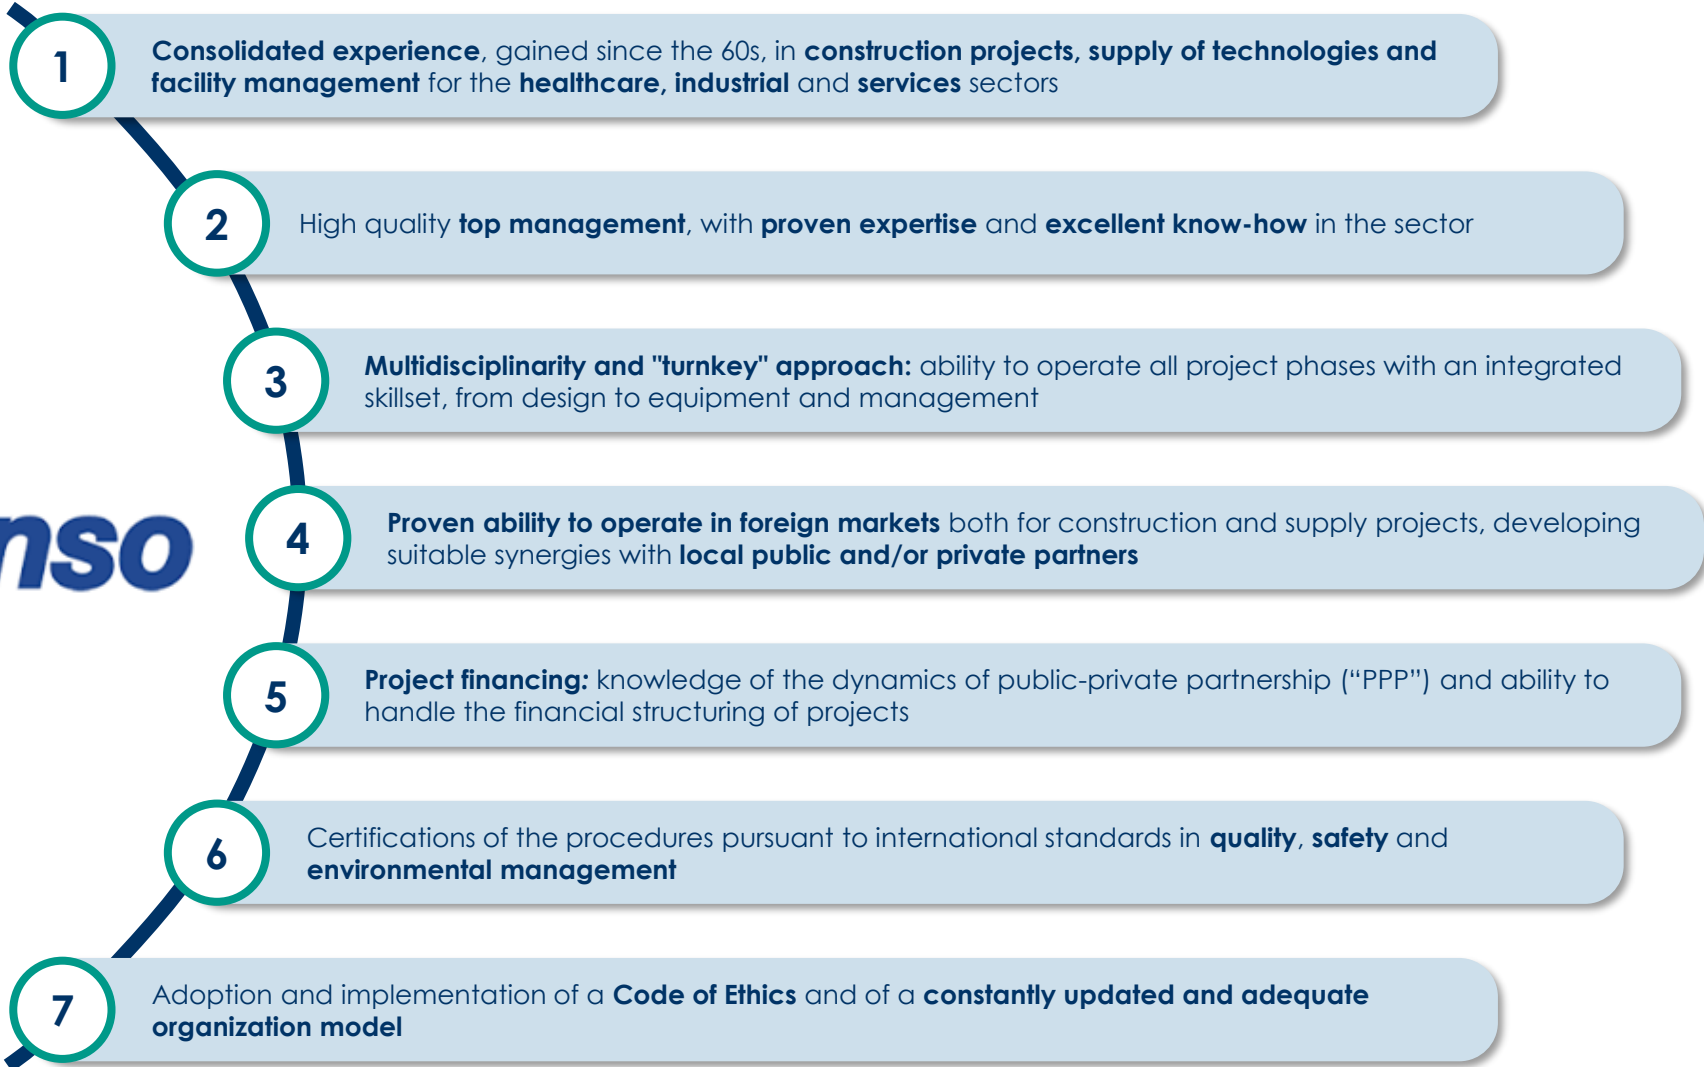 1
Consolidated experience, gained since the 60s, in construction projects, supply of technologies and
facility management for the healthcare, industrial and services sectors
2
High quality top management, with proven expertise and excellent know-how in the sector
3
Multidisciplinarity and "turnkey" approach: ability to operate all project phases with an integrated
skillset, from design to equipment and management
nso
4
Proven ability to operate in foreign markets both for construction and supply projects, developing
suitable synergies with local public and/or private partners
5
Project financing: knowledge of the dynamics of public-private partnership (“PPP”) and ability to
handle the financial structuring of projects
6
Certifications of the procedures pursuant to international standards in quality, safety and
environmental management
7
Adoption and implementation of a Code of Ethics and of a constantly updated and adequate
organization model